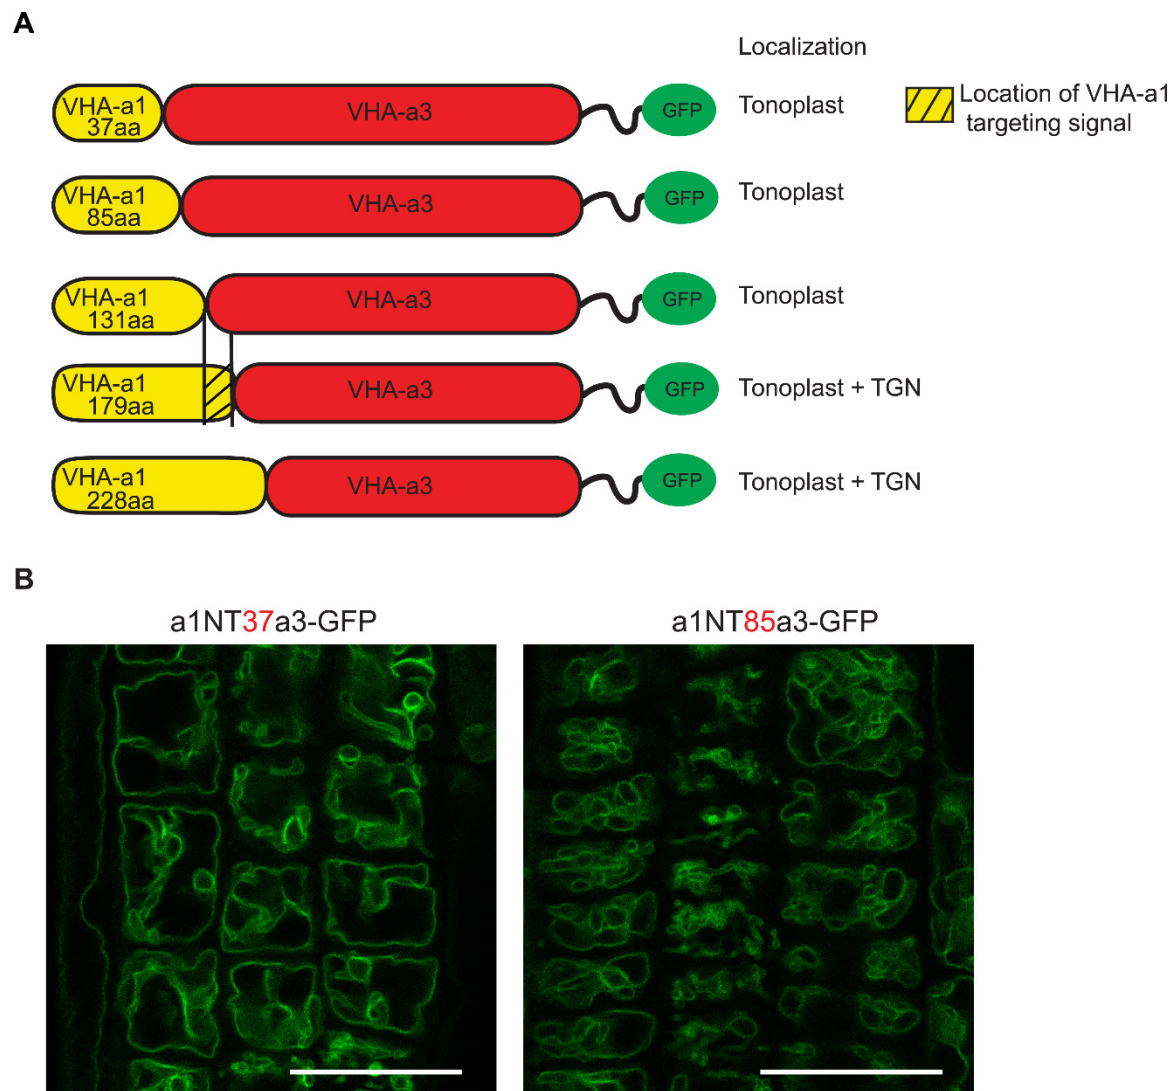 A
Localization
VHA-a1
37aa
VHA-a3
GFP
Tonoplast
Location of VHA-a1
targeting signal
VHA-a1
85aa
VHA-a3
GFP
Tonoplast
VHA-a1
131aa
VHA-a3
GFP
Tonoplast
VHA-a1
179aa
VHA-a3
GFP
Tonoplast + TGN
VHA-a1
228aa
VHA-a3
GFP
Tonoplast + TGN
B
a1NT37a3-GFP
a1NT85a3-GFP